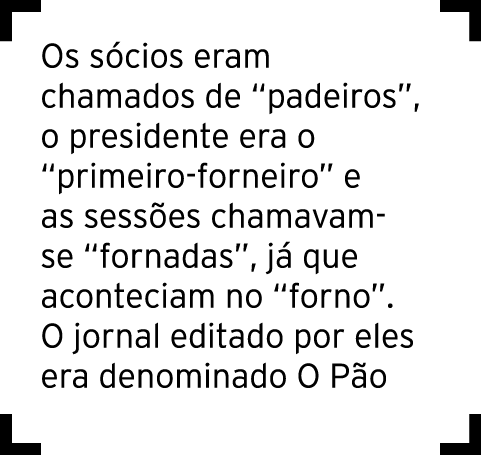 Os sócios eram
chamados de “padeiros”,
o presidente era o
“primeiro-forneiro” e
as sessões chamavam-
se “fornadas”, já que
aconteciam no “forno”.
O jornal editado por eles
era denominado O Pão